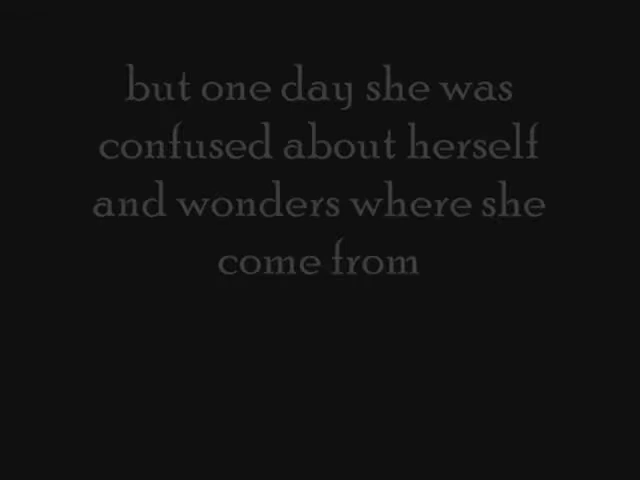 but one day she was
confused about herself
and wonders where she
come from